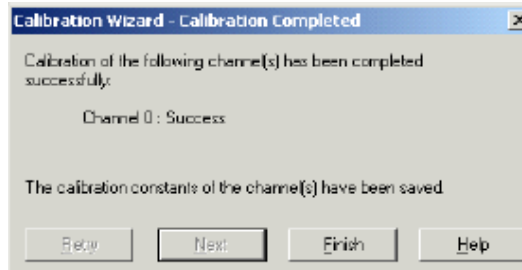 Calibration Wizard - Calibration Completed
Calibration of the following channel(s) has been completed
successfully:
Channel 0 : Success
The calibration constants of the channel(s) have been saved.
Retry Next Finish Help